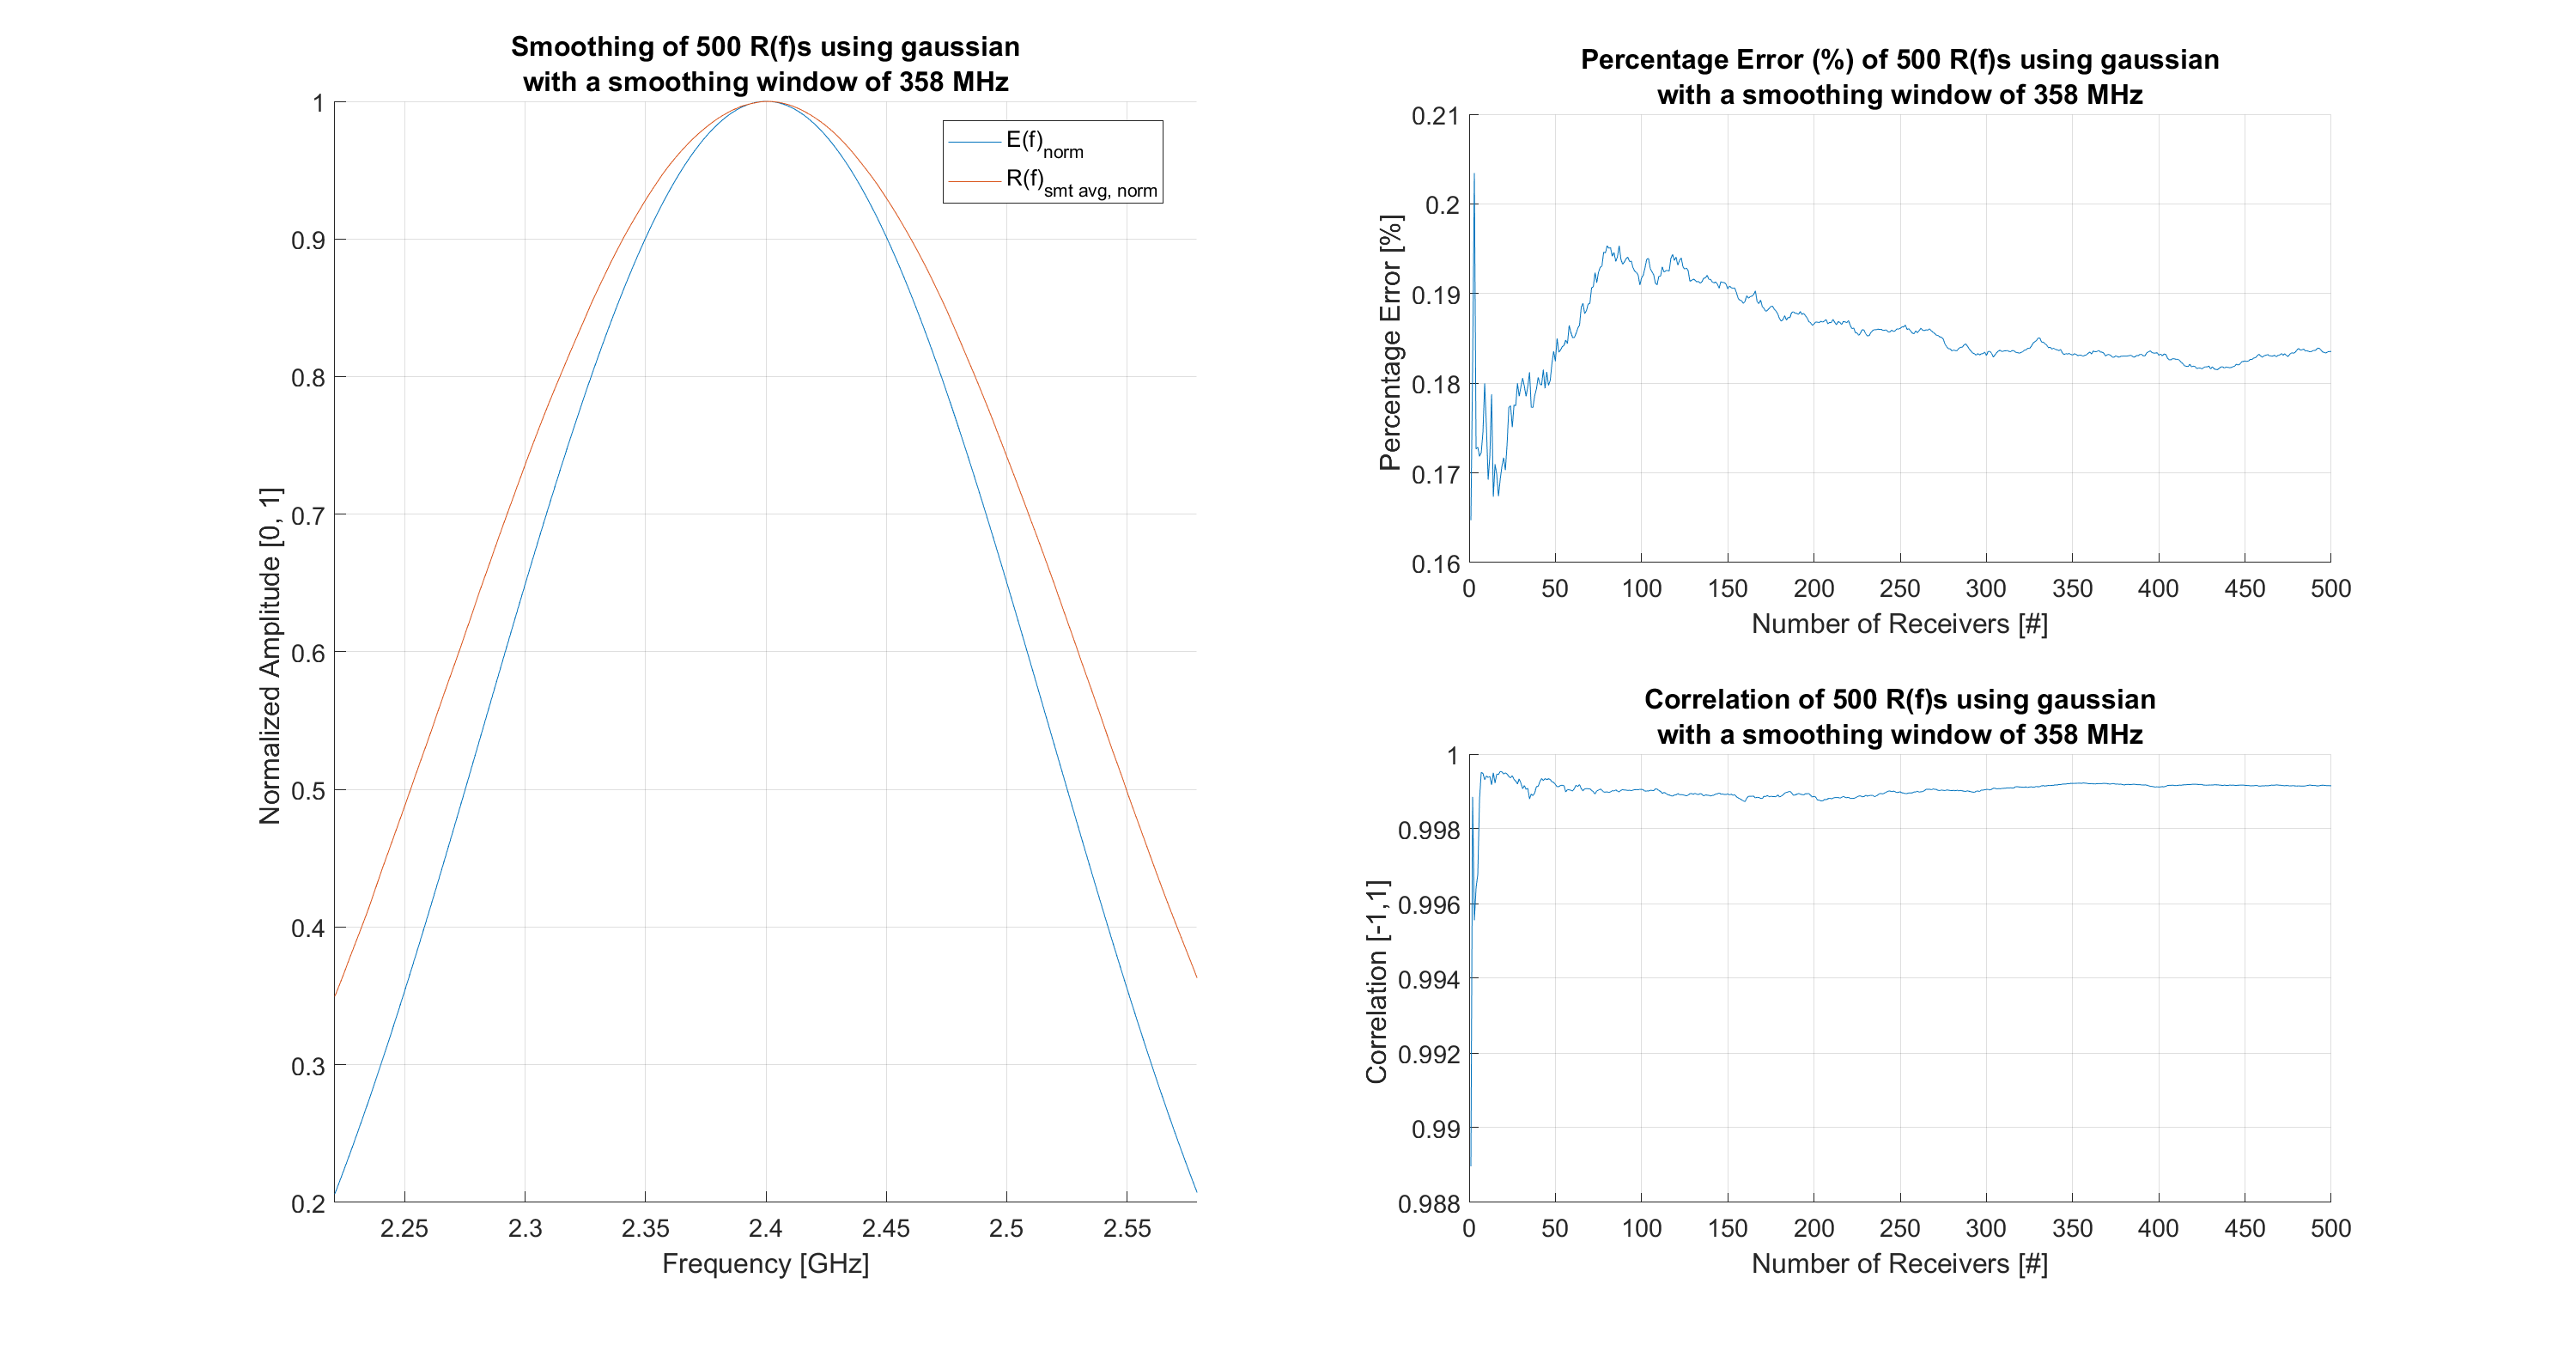 Smoothing of 500 R(f)s using gaussian
with a smoothing window of 358 MHz
1
0.9
0.8
0.7
0.6
0.5
0.4
0.3
0.2
Normalized Amplitude [0, 1]
2.25 2.3 2.35 2.4 2.45 2.5 2.55
Frequency [GHz]
E(f)norm
R(f)smt avg, norm
Percentage Error (%) of 500 R(f)s using gaussian
with a smoothing window of 358 MHz
0.21
0.2
0.19
0.18
0.17
0.16
Percentage Error [%]
0 50 100 150 200 250 300 350 400 450 500
Number of Receivers [#]
Correlation of 500 R(f)s using gaussian
with a smoothing window of 358 MHz
1
0.998
0.996
0.994
0.992
0.99
0.988
Correlation [-1,1]
0 50 100 150 200 250 300 350 400 450 500
Number of Receivers [#]